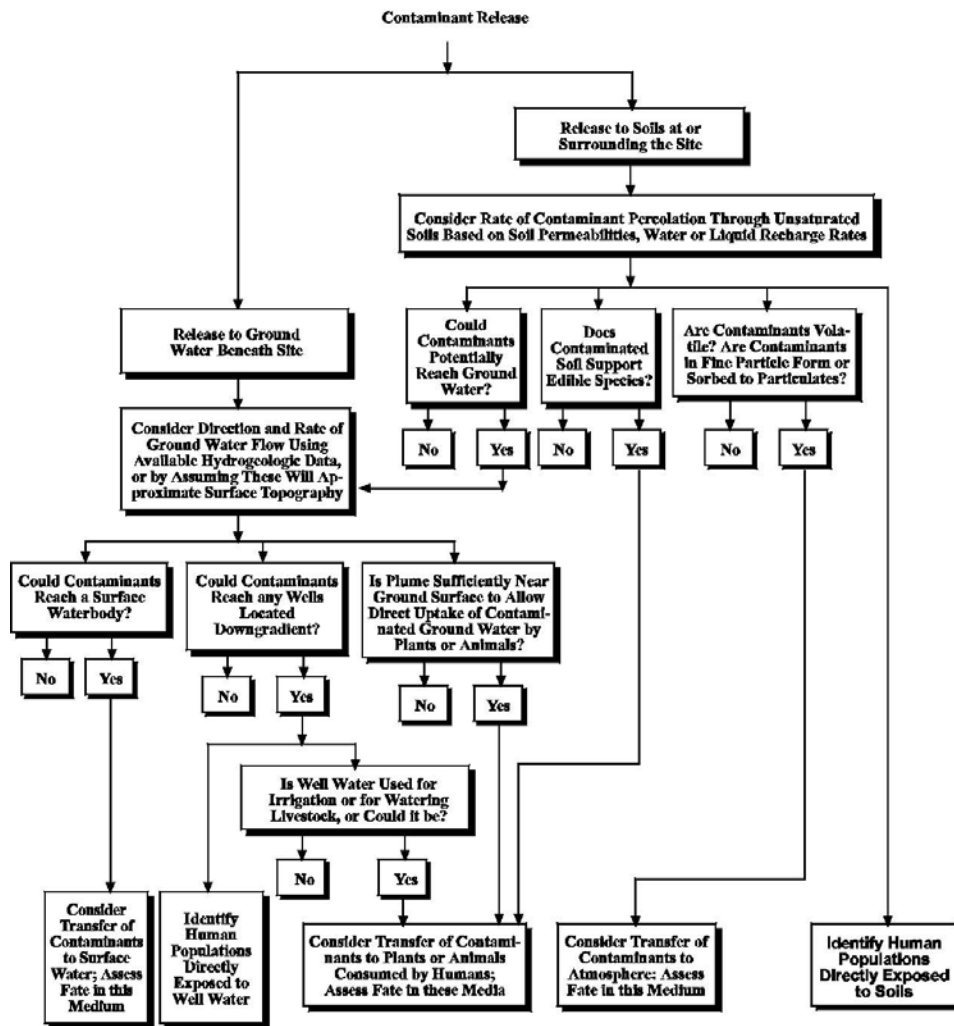 Contaminant Release
Release to Soils at or
Surrounding the Site
Consider Rate of Contaminant Percolation Through Unsaturated
Soils Based on Soil Permeabilities, Water or Liquid Recharge Rates
Release to Ground
Water Beneath Site
Could
Contaminants
Potentially
Reach Ground
Water?
Does
Contaminated
Soil Support
Edible Species?
Are Contaminants Vola-
tile? Are Contaminants
in Fine Particle Form or
Sorbed to Particulates?
No
Yes
No
Yes
No
Yes
Consider Direction and Rate of
Ground Water Flow Using
Available Hydrogeologic Data,
or by Assuming These Will Ap-
proximate Surface Topography
Could Contaminants
Reach a Surface
Waterbody?
Could Contaminants
Reach any Wells
Located
Downgradient?
Is Plume Sufficiently Near
Ground Surface to Allow
Direct Uptake of Contami-
nated Ground Water by
Plants or Animals?
No
Yes
No
Yes
No
Yes
Is Well Water Used for
Irrigation or for Watering
Livestock, or Could it be?
No
Yes
Consider
Transfer of
Contaminants
to Surface
Water; Assess
Fate in this
Medium
Identify
Human
Populations
Directly
Exposed to
Well Water
Consider Transfer of Contami-
nants to Plants or Animals
Consumed by Humans;
Assess Fate in these Media
Consider Transfer of
Contaminants to
Atmosphere: Assess
Fate in this Medium
Identify Human
Populations
Directly Exposed
to Soils